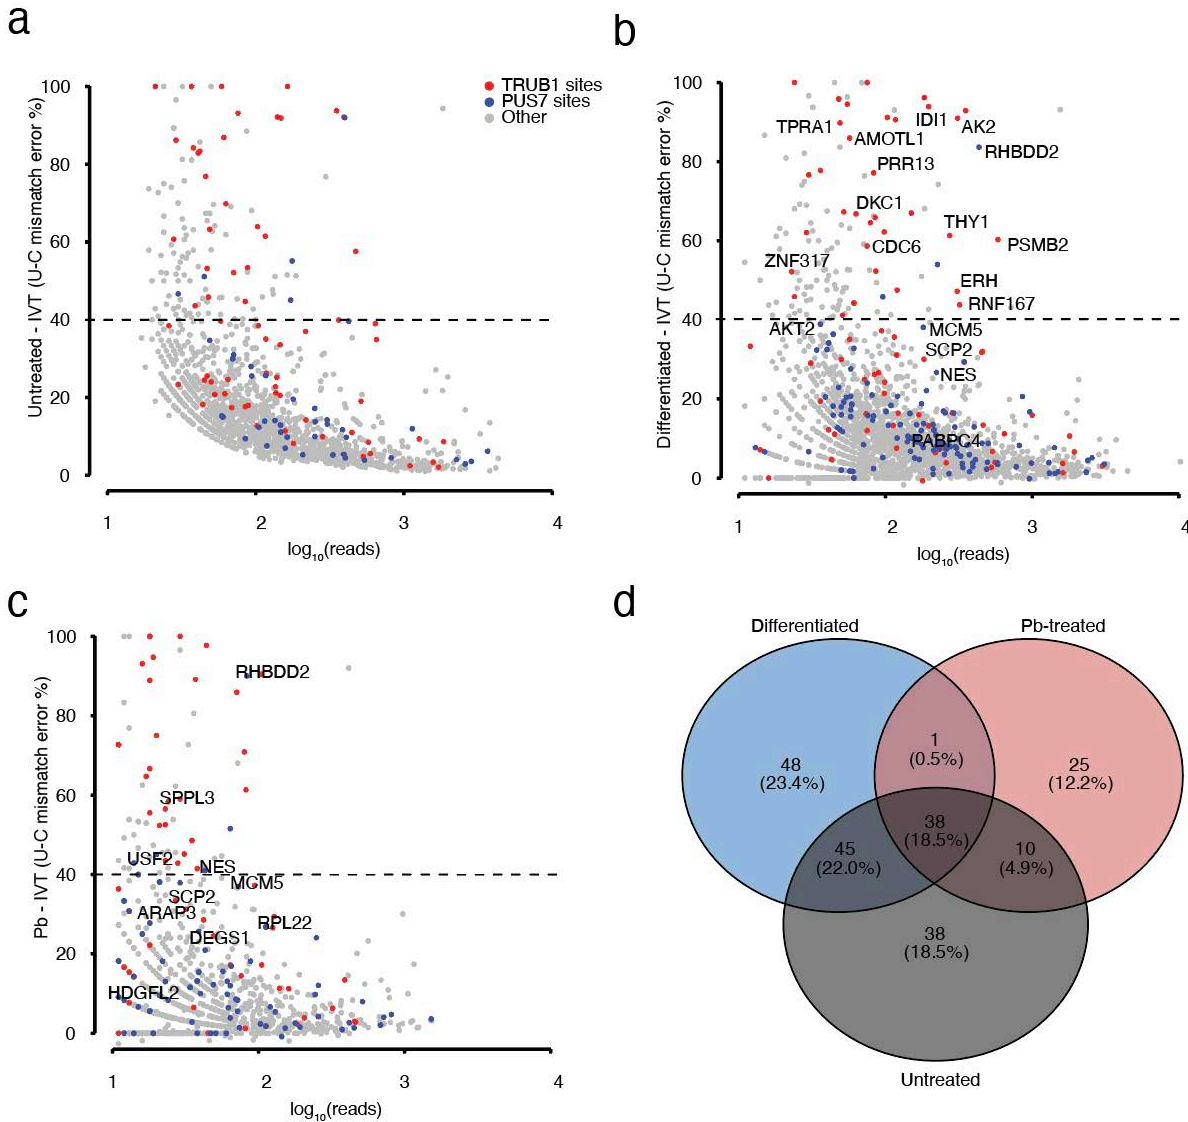 a
Untreated - IVT (U-C mismatch error %)
100
80
60
40
20
0
1
2
3
4
log10(reads)
TRUB1 sites
PUS7 sites
Other
b
Differentiated - IVT (U-C mismatch error %)
100
80
60
40
20
0
1
2
3
4
log10(reads)
TPRA1
IDI1
AK2
AMOTL1
RHBDD2
PRR13
DKC1
THY1
CDC6
PSMB2
ZNF317
ERH
RNF167
AKT2
MCM5
SCP2
NES
PABPC4
c
Pb - IVT (U-C mismatch error %)
100
80
60
40
20
0
1
2
3
4
log10(reads)
RHBDD2
SPPL3
USF2
NES
MCM5
SCP2
ARAP3
RPL22
DEGS1
HDGFL2
d
Differentiated
Pb-treated
1
(0.5%)
48
(23.4%)
25
(12.2%)
38
(18.5%)
45
(22.0%)
10
(4.9%)
38
(18.5%)
Untreated